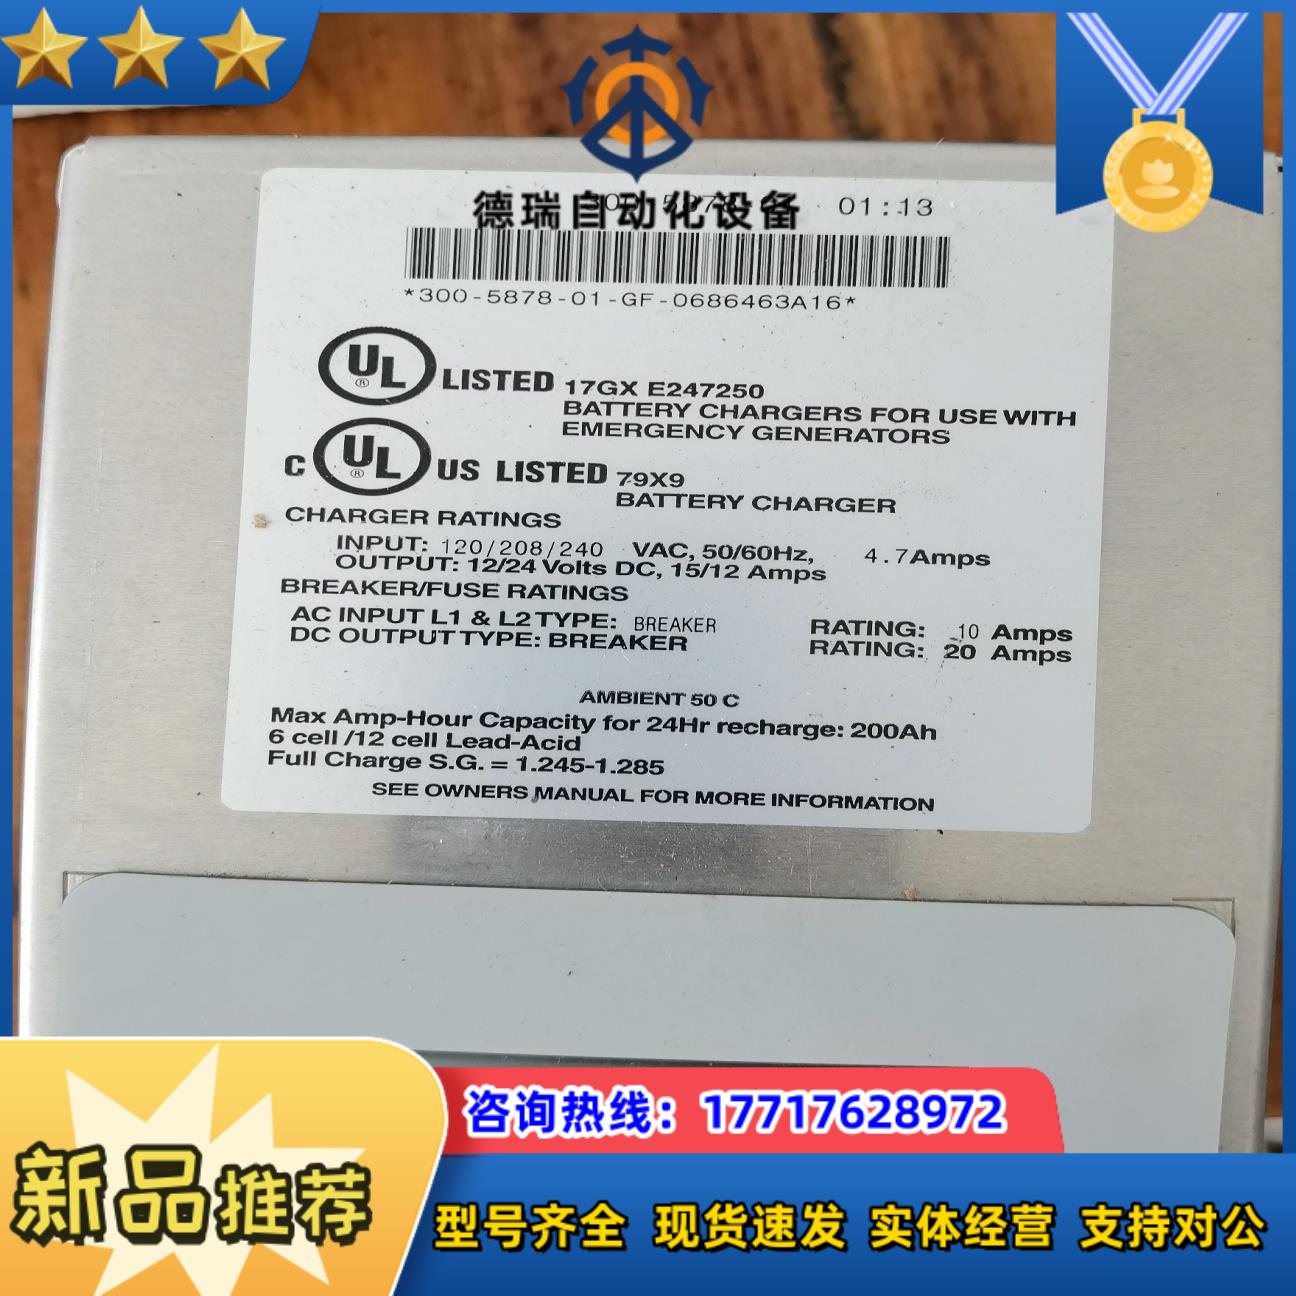 德瑞自动化设备
01:13
*300-5878-01-GF-0686463A16*
UL
®
LISTED 17GX E247250
BATTERY CHARGERS FOR USE WITH
EMERGENCY GENERATORS
C UL US LISTED 79X9
®
BATTERY CHARGER
CHARGER RATINGS
INPUT: 120/208/240 VAC, 50/60Hz, 4.7Amps
OUTPUT: 12/24 Volts DC, 15/12 Amps
BREAKER/FUSE RATINGS
AC INPUT L1 & L2 TYPE: BREAKER RATING: 10 Amps
DC OUTPUT TYPE: BREAKER RATING: 20 Amps
AMBIENT 50 C
Max Amp-Hour Capacity for 24Hr recharge: 200Ah
6 cell /12 cell Lead-Acid
Full Charge S.G. = 1.245-1.285
SEE OWNERS MANUAL FOR MORE INFORMATION
咨询热线：17717628972
新品推荐
型号齐全 现货速发 实体经营 支持对公